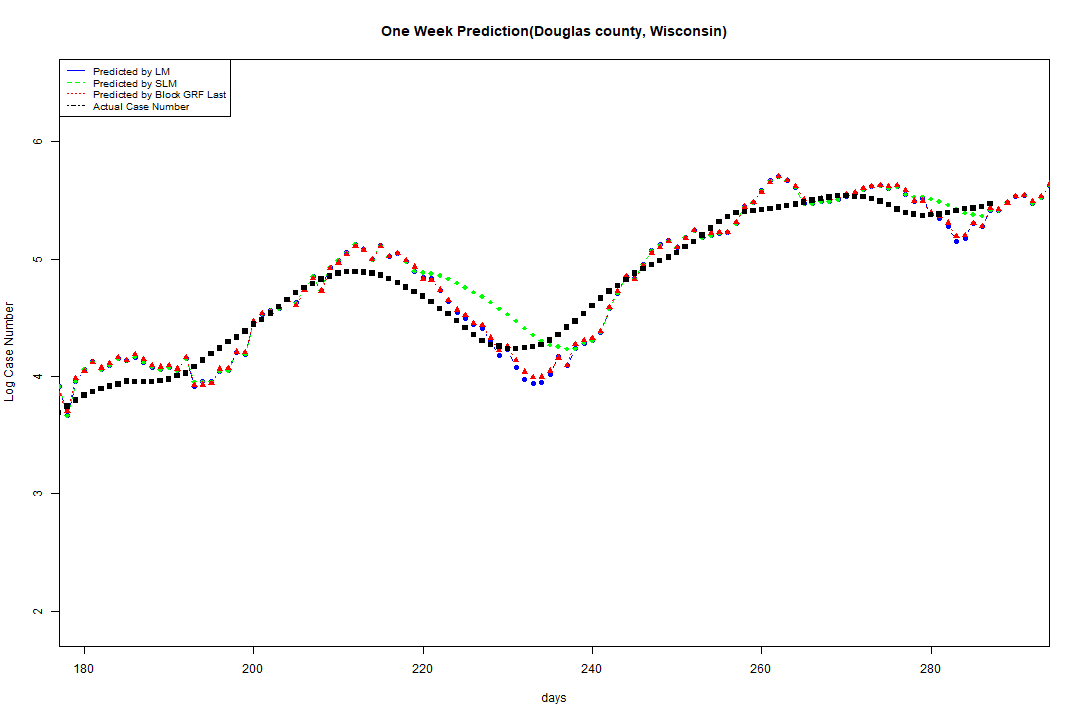 One Week Prediction(Douglas county, Wisconsin)
Predicted by LM
Predicted by SLM
Predicted by Block GRF Last
Actual Case Number
6
5
4
3
2
Log Case Number
180 200 220 240 260 280
days